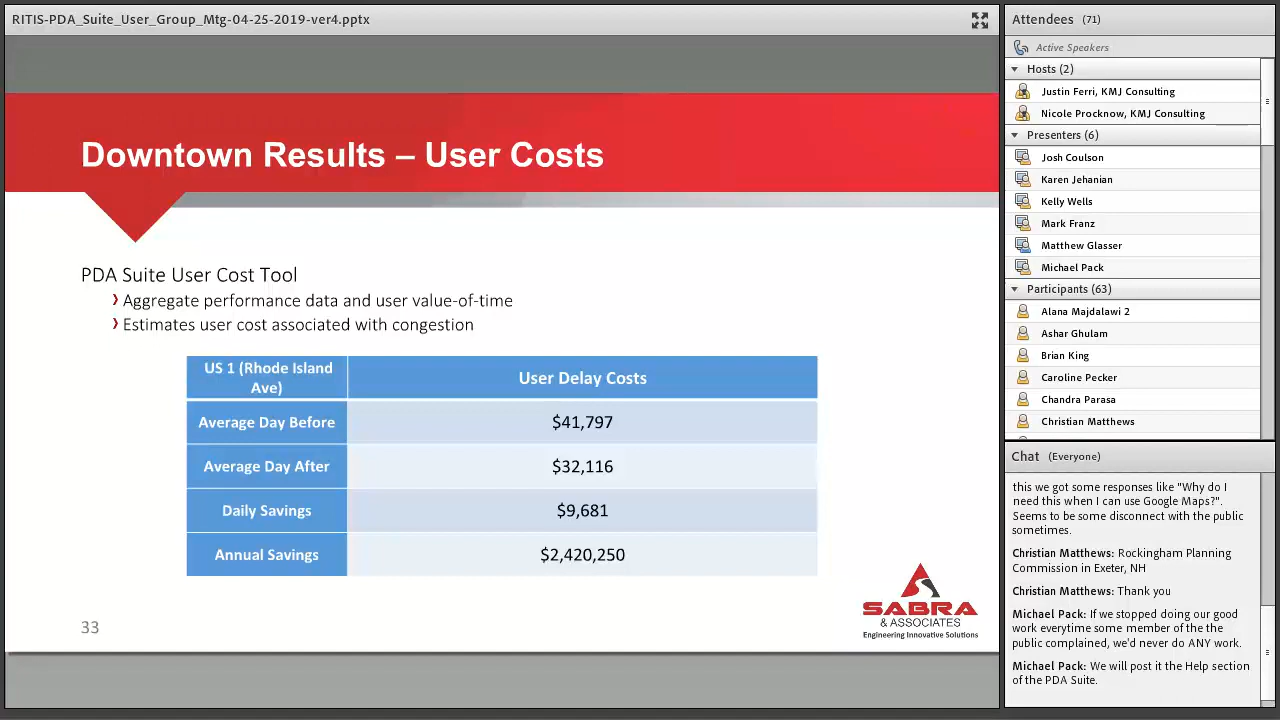 RITIS-PDA_Suite_User_Group_Mtg-04-25-2019-ver4.pptx
Downtown Results – User Costs
PDA Suite User Cost Tool
Aggregate performance data and user value-of-time
Estimates user cost associated with congestion
US 1 (Rhode Island
Ave)
User Delay Costs
Average Day Before
$41,797
Average Day After
$32,116
Daily Savings
$9,681
Annual Savings
$2,420,250
33
SABRA
& ASSOCIATES
Engineering Innovative Solutions
Attendees (71)
Active Speakers
Hosts (2)
Justin Ferri, KMJ Consulting
Nicole Procknow, KMJ Consulting
Presenters (6)
Josh Coulson
Karen Jehanian
Kelly Wells
Mark Franz
Matthew Glasser
Michael Pack
Participants (63)
Alana Majdalawi 2
Ashar Ghulam
Brian King
Caroline Pecker
Chandra Parasa
Christian Matthews
Chat (Everyone)
this we got some responses like "Why do I
need this when I can use Google Maps?"
Seems to be some disconnect with the public
sometimes.
Christian Matthews: Rockingham Planning
Commission in Exeter, NH
Christian Matthews: Thank you
Michael Pack: If we stopped doing our good
work everytime some member of the the
public complained, we'd never do ANY work.
Michael Pack: We will post it the Help section
of the PDA Suite.